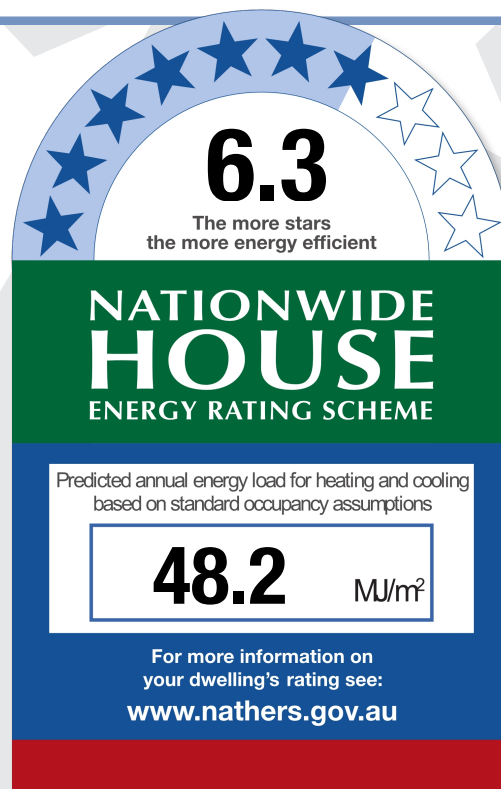 6.3
The more stars
the more energy efficient
NATIONWIDE
HOUSE
ENERGY RATING SCHEME
Predicted annual energy load for heating and cooling
based on standard occupancy assumptions
48.2 MJ/m²
For more information on
your dwelling's rating see:
www.nathers.gov.au